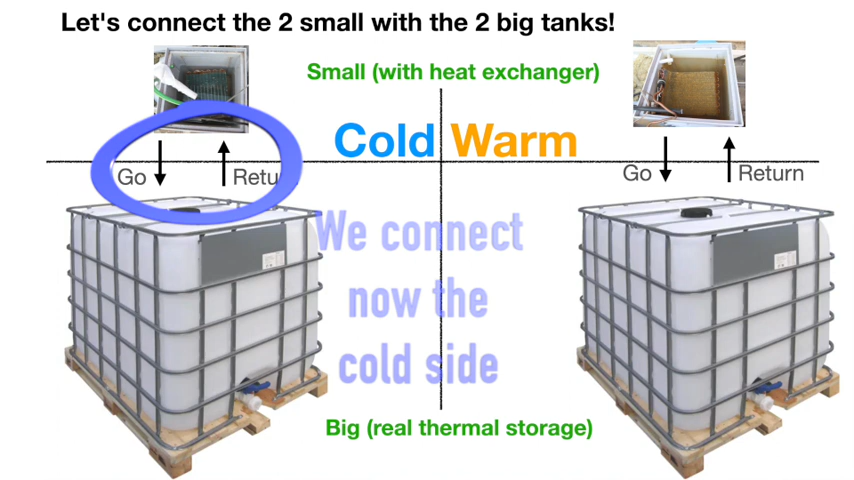 Let's connect the 2 small with the 2 big tanks!
Small (with heat exchanger)
Cold Warm
Go Retu
Go Return
We connect
now the
cold side
Big (real thermal storage)